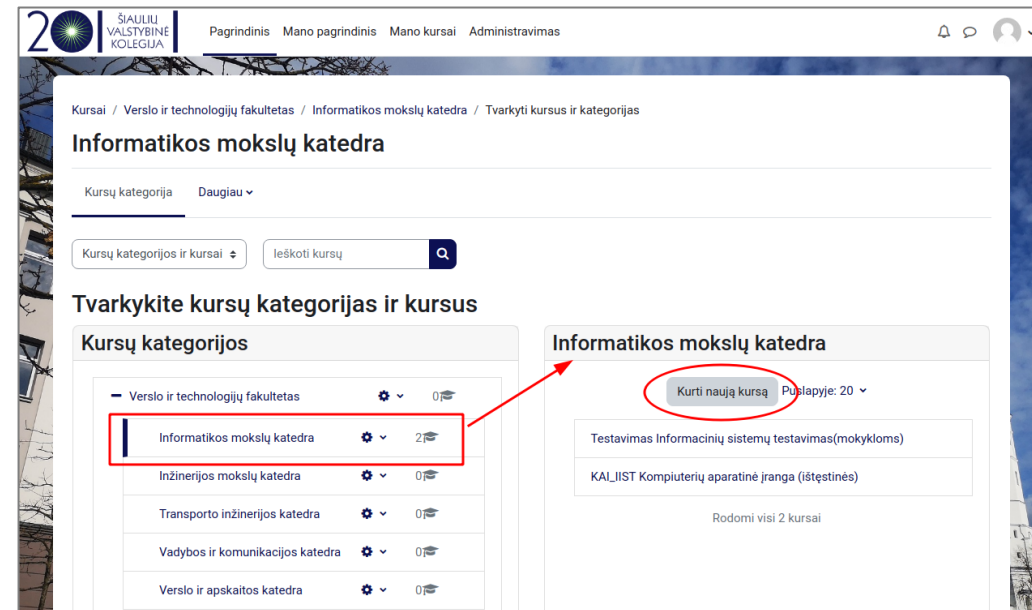 20
ŠIAULIŲ
VALSTYBINĖ
KOLEGIJA
Pagrindinis Mano pagrindinis Mano kursai Administravimas
Kursai / Verslo ir technologijų fakultetas / Informatikos mokslų katedra / Tvarkyti kursus ir kategorijas
Informatikos mokslų katedra
Kursų kategorija Daugiau
Kursų kategorijos ir kursai Ieškoti kursų
Tvarkykite kursų kategorijas ir kursus
Kursų kategorijos
Verslo ir technologijų fakultetas 0
Informatikos mokslų katedra 2
Inžinerijos mokslų katedra 0
Transporto inžinerijos katedra 0
Vadybos ir komunikacijos katedra 0
Verslo ir apskaitos katedra 0
Informatikos mokslų katedra
Kurti naują kursą Puslapyje: 20
Testavimas Informacinių sistemų testavimas(mokykloms)
KAI_IIST Kompiuterių aparatinė įranga (ištęstinės)
Rodomi visi 2 kursai